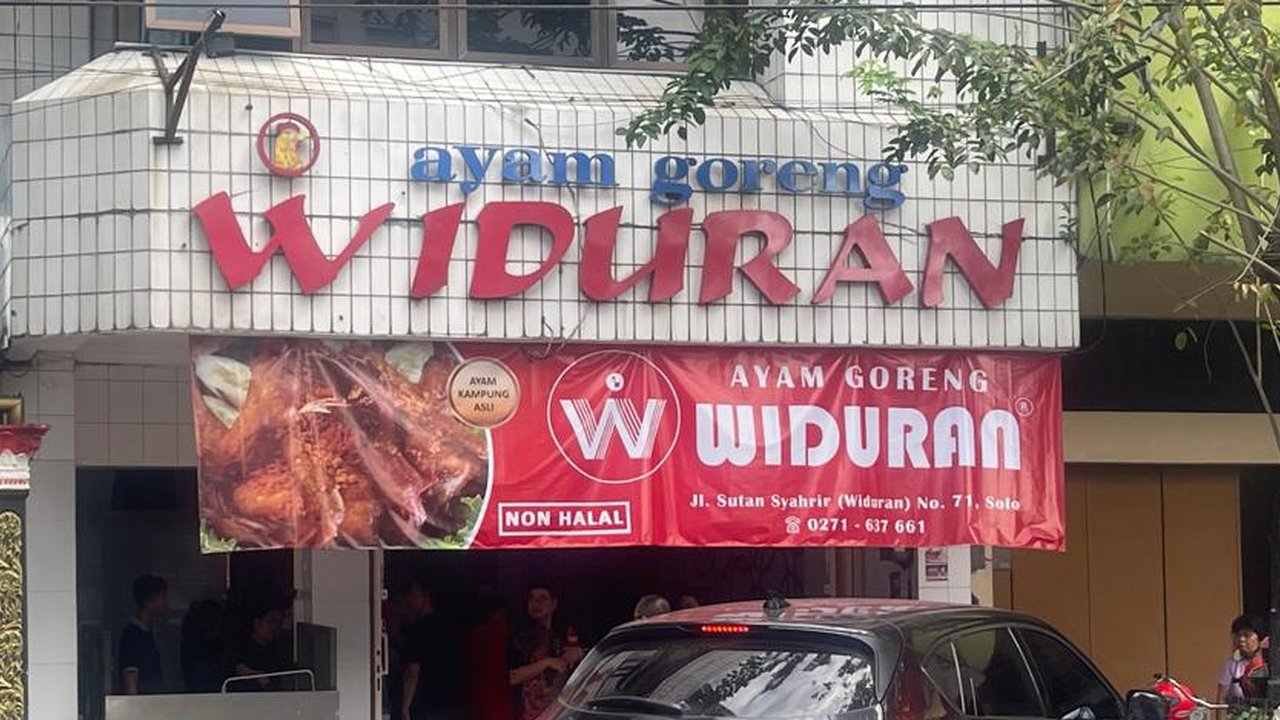 ayam goreng
WIDURAN
AYAM
KAMPUNG
ASLI
W
AYAM GORENG
WIDURAN®
NON HALAL
Jl. Sutan Syahrir (Widuran) No. 71, Solo
☎ 0271 - 637 661